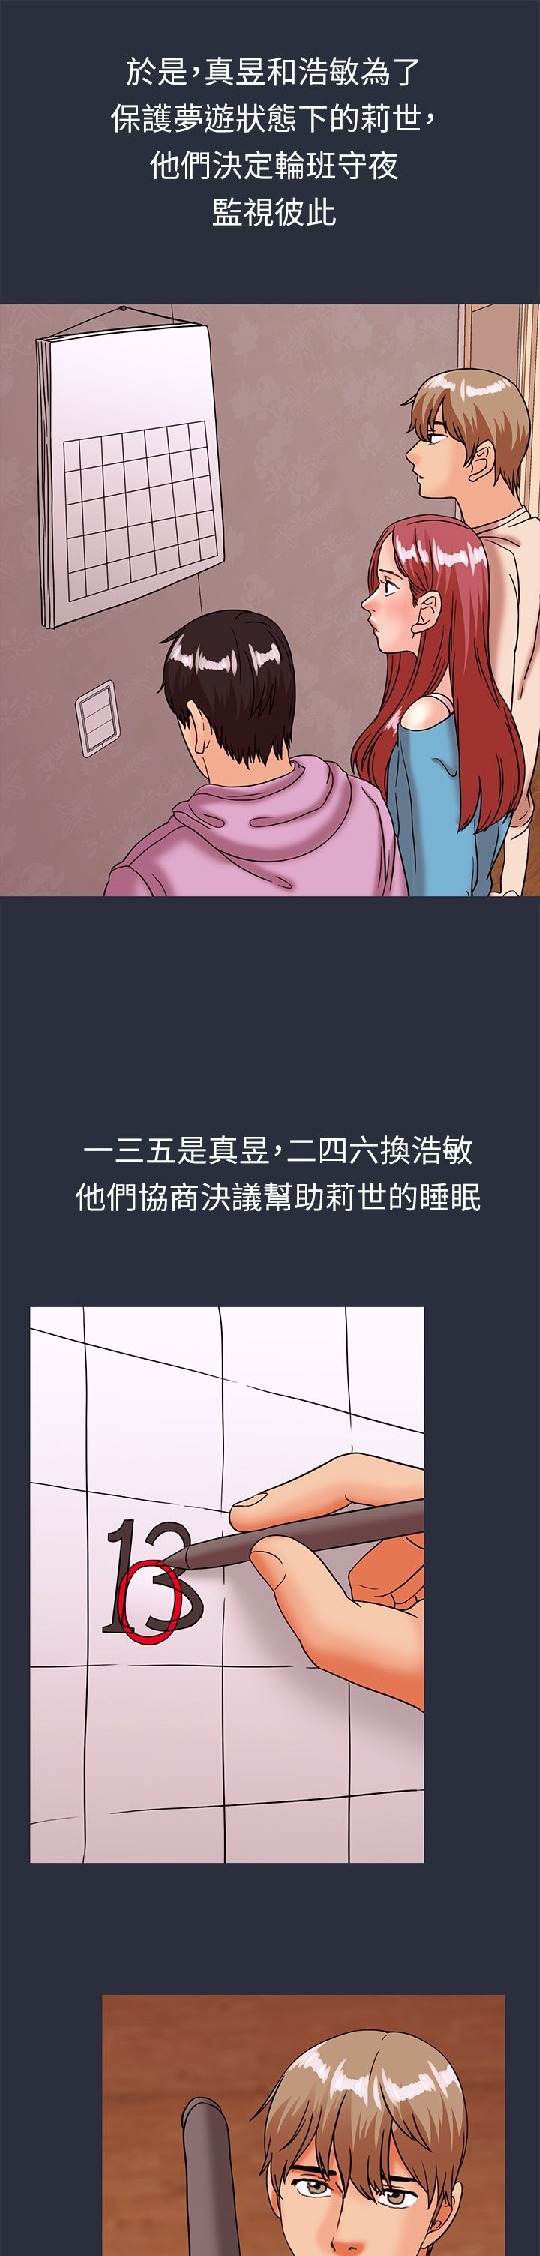 於是，真昱和浩敏為了
保護夢遊狀態下的莉世，
他們決定輪班守夜
監視彼此
一三五是真昱，二四六換浩敏
他們協商決議幫助莉世的睡眠
13